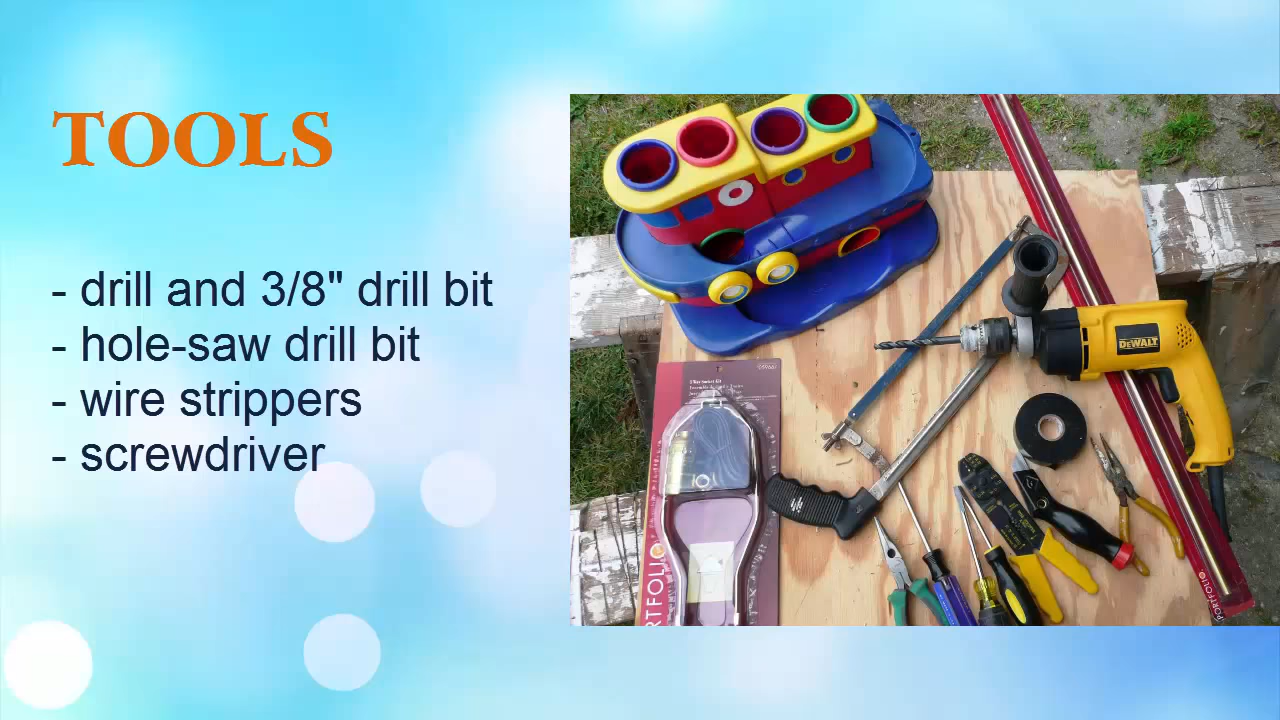 TOOLS
- drill and 3/8" drill bit
- hole-saw drill bit
- wire strippers
- screwdriver
DEWALT
PORTFOLIO